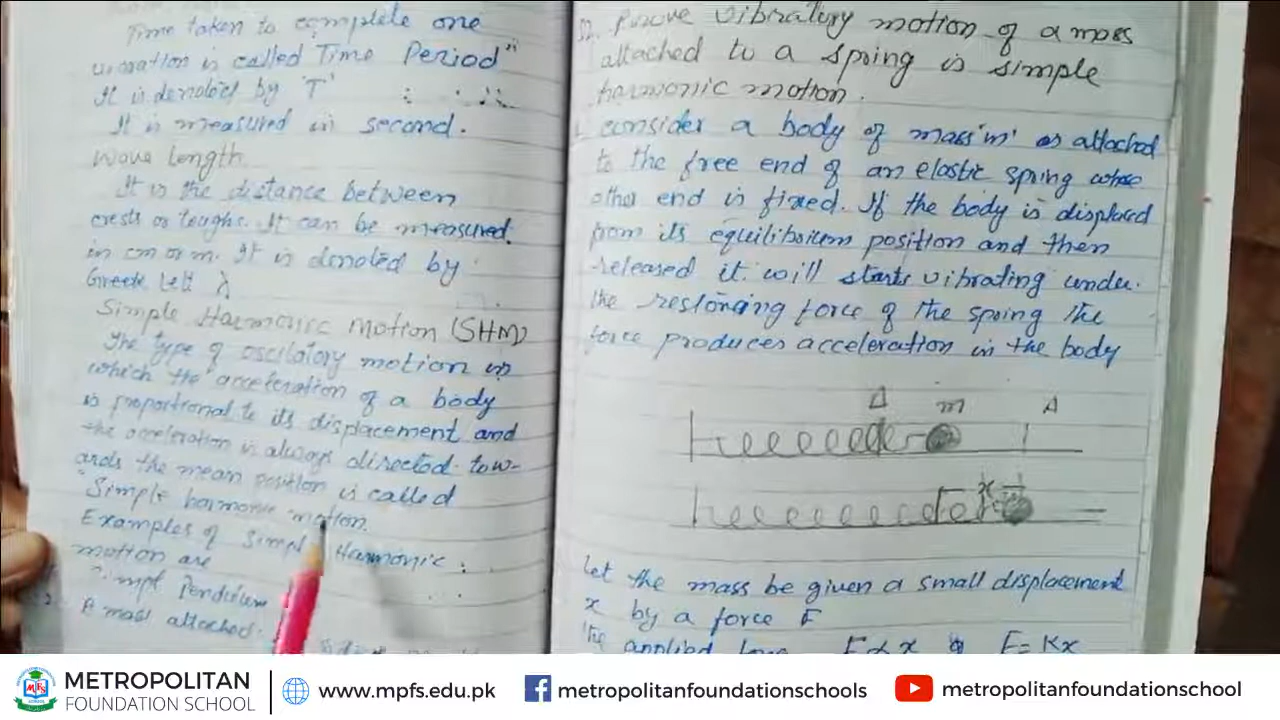 Time taken to complete one
vibration is called Time Period"
It is denoted by 'T'
It is measured in second.
Wave length
It is the distance between
crests or toughs. It can be measured.
in cm or m. It is denoted by
Greek Lett λ
Simple Harmonic Motion (SHM)
The type of oscilatory motion in
which the acceleration of a body
is proportional to its displacement and
the acceleration is always directed tow-
ards the mean position is called
"Simple harmonic motion.
Examples of Simple Harmonic
motion are
Simpl Pendulum
A mass attached.
Prove vibratory motion of a mass
attached to a spring is simple
harmonic motion.
consider a body of mass 'm' as attached
to the free end of an elastic spring whose
other end is fixed. If the body is displaced
from its equilibrium position and then
released it will starts vibrating under
the restoring force of the spring the
force produces acceleration in the body
m A
x
Let the mass be given a small displacement
x by a force F
the applied F ∝ x F = Kx
METROPOLITAN
FOUNDATION SCHOOL
MFS
www.mpfs.edu.pk
metropolitanfoundationschools
metropolitanfoundationschool